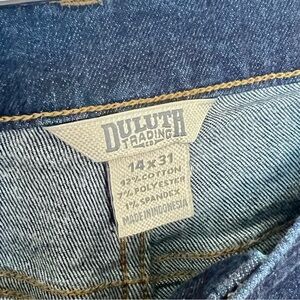 DULUTH
TRADING
CO
14 x 31
92% COTTON
7% POLYESTER
1% SPANDEX
MADE IN INDONESIA